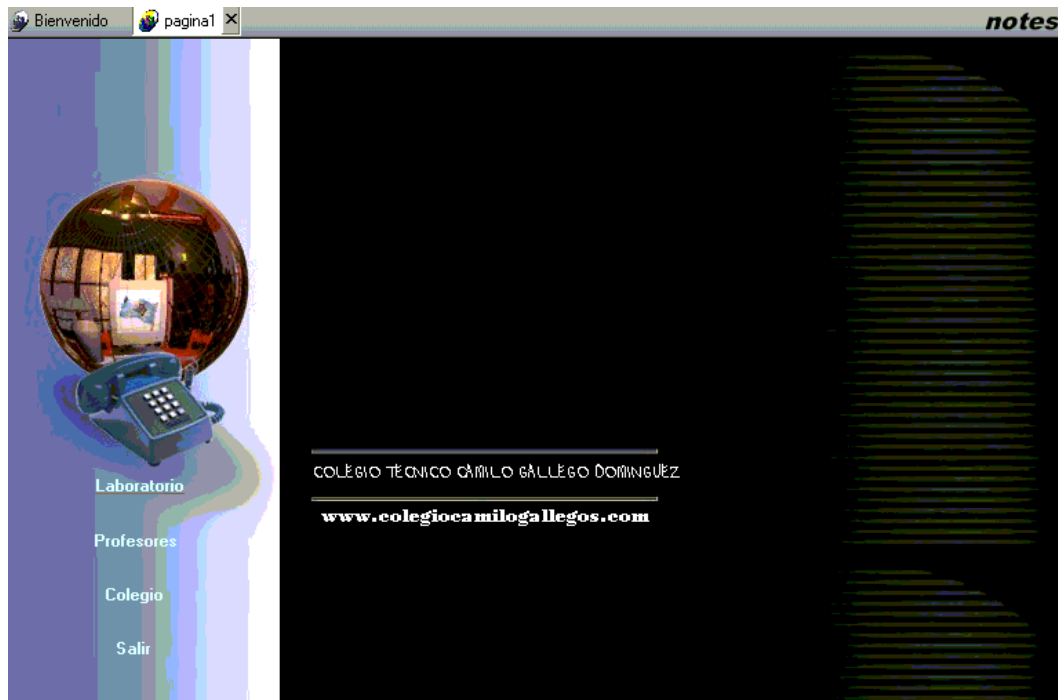 Bienvenido
pagina1
notes
Laboratorio
Profesores
Colegio
Salir
COLEGIO TECNICO CAMILO GALLEGO DOMINGUEZ
www.colegiocamilogallegos.com